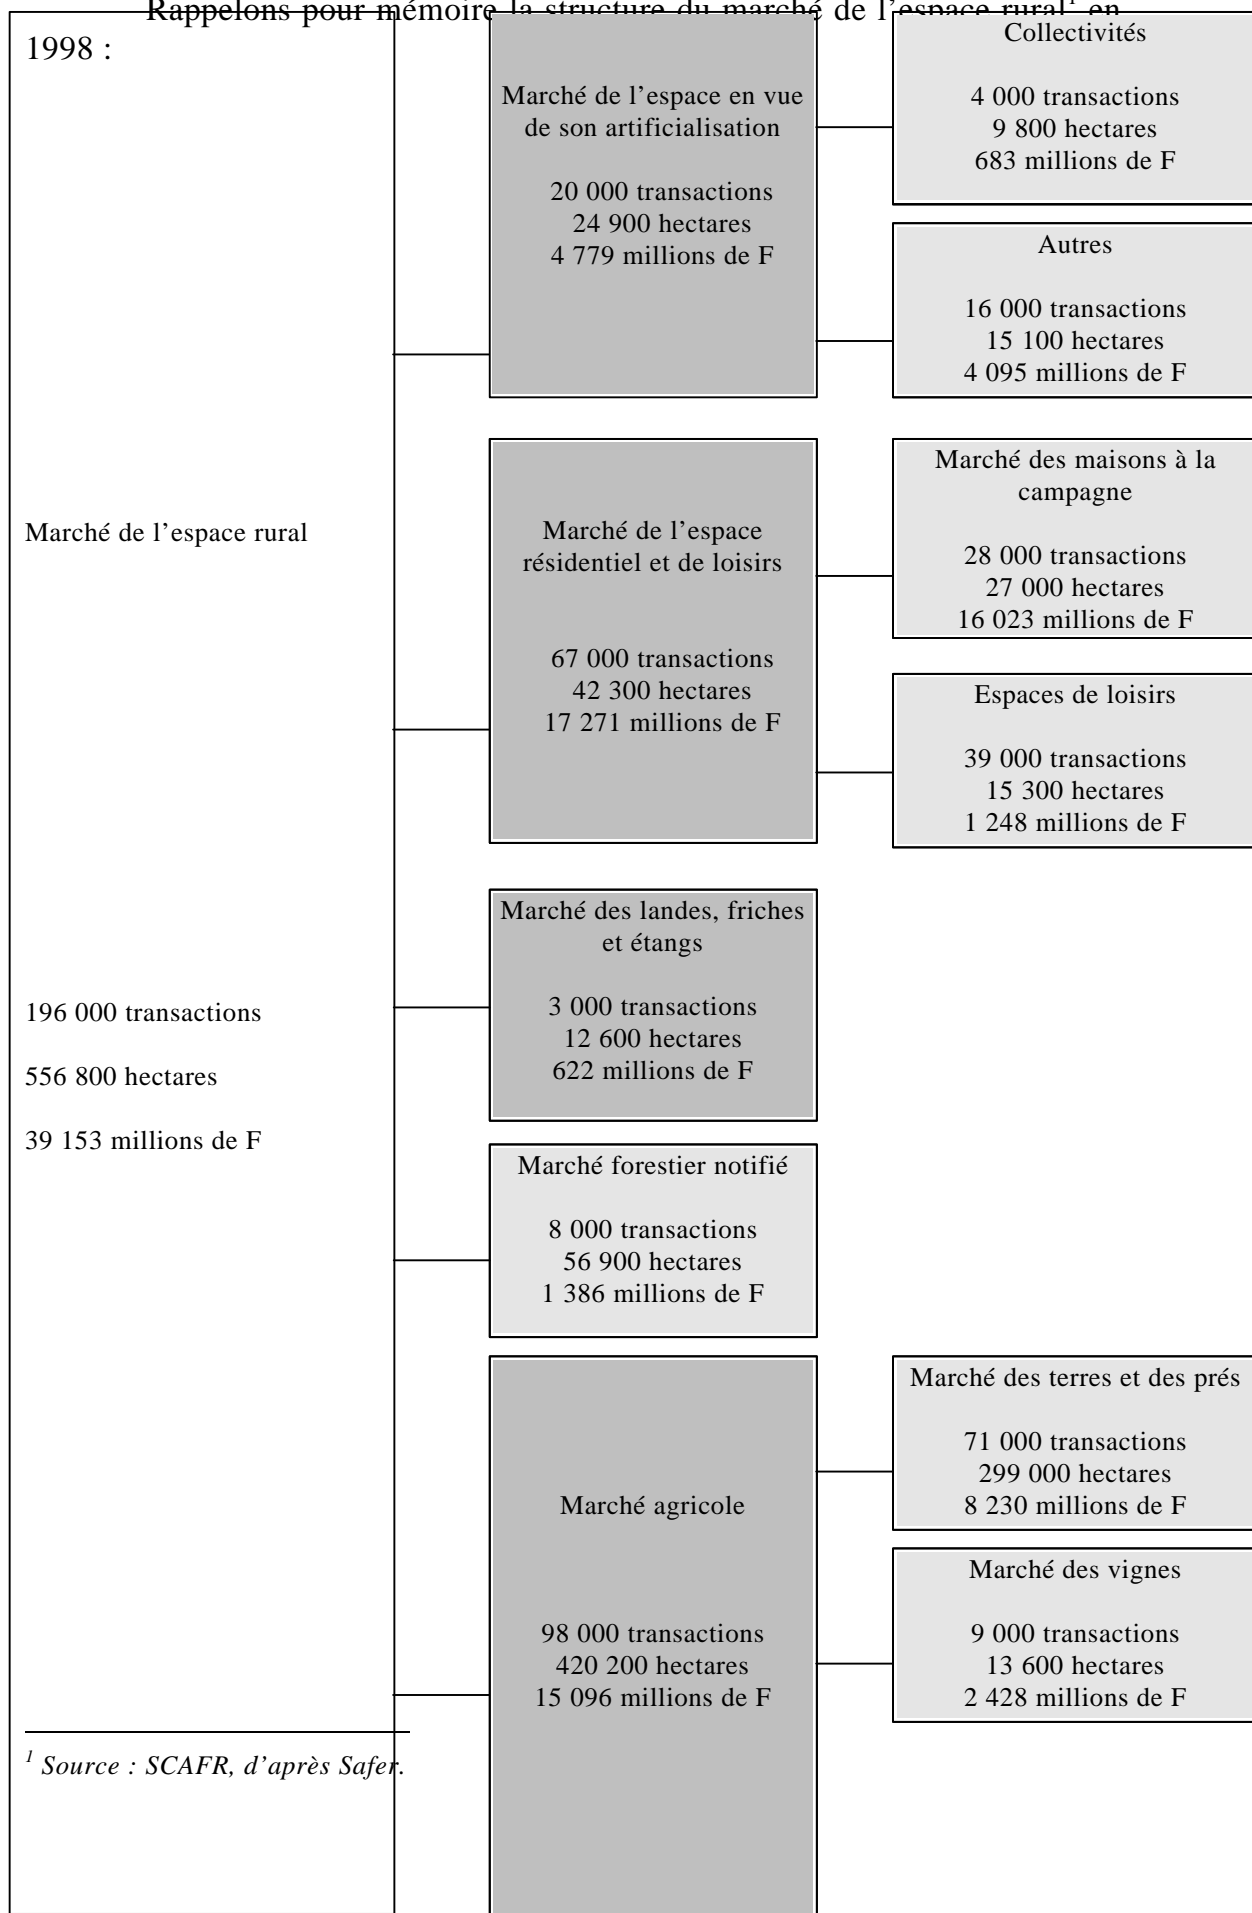 Rappelons pour mémoire la structure du marché de l'espace rural¹ en
1998 :
Marché de l'espace rural
196 000 transactions
556 800 hectares
39 153 millions de F
Marché de l'espace en vue
de son artificialisation
20 000 transactions
24 900 hectares
4 779 millions de F
Collectivités
4 000 transactions
9 800 hectares
683 millions de F
Autres
16 000 transactions
15 100 hectares
4 095 millions de F
Marché de l'espace
résidentiel et de loisirs
67 000 transactions
42 300 hectares
17 271 millions de F
Marché des maisons à la
campagne
28 000 transactions
27 000 hectares
16 023 millions de F
Espaces de loisirs
39 000 transactions
15 300 hectares
1 248 millions de F
Marché des landes, friches
et étangs
3 000 transactions
12 600 hectares
622 millions de F
Marché forestier notifié
8 000 transactions
56 900 hectares
1 386 millions de F
Marché agricole
98 000 transactions
420 200 hectares
15 096 millions de F
Marché des terres et des prés
71 000 transactions
299 000 hectares
8 230 millions de F
Marché des vignes
9 000 transactions
13 600 hectares
2 428 millions de F
¹ Source : SCAFR, d'après Safer.